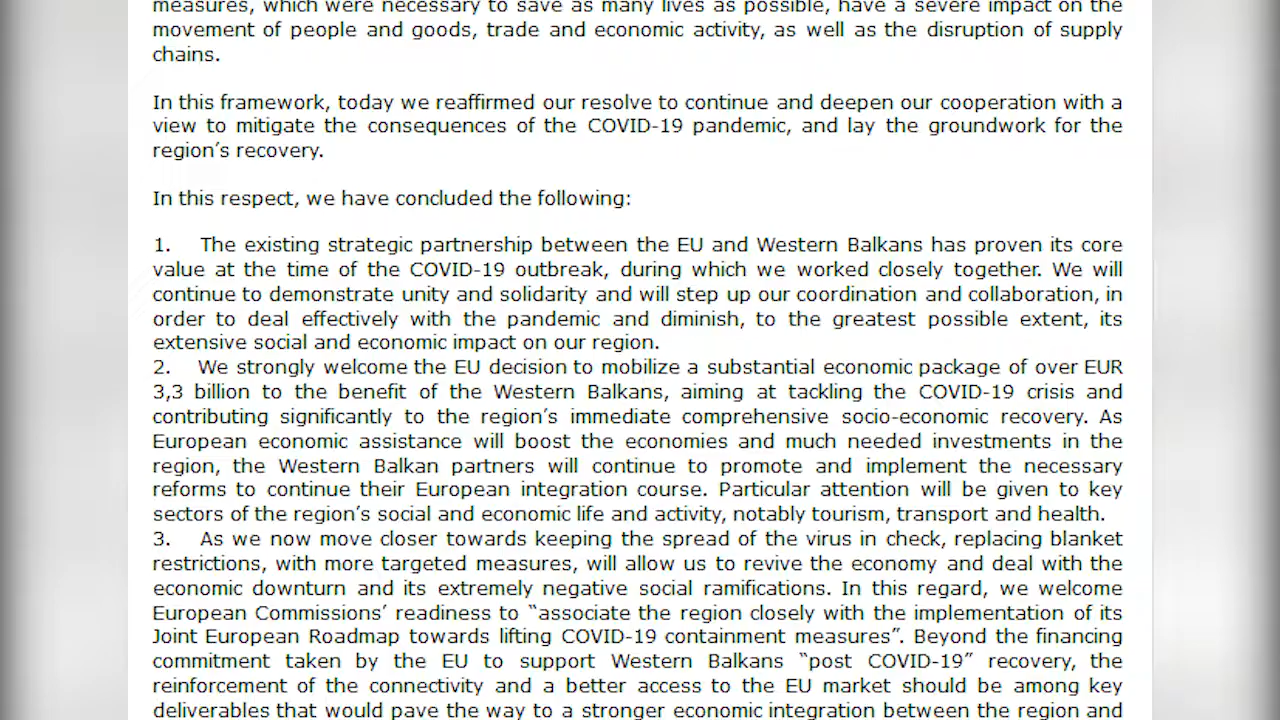 measures, which were necessary to save as many lives as possible, have a severe impact on the
movement of people and goods, trade and economic activity, as well as the disruption of supply
chains.
In this framework, today we reaffirmed our resolve to continue and deepen our cooperation with a
view to mitigate the consequences of the COVID-19 pandemic, and lay the groundwork for the
region’s recovery.
In this respect, we have concluded the following:
1. The existing strategic partnership between the EU and Western Balkans has proven its core
value at the time of the COVID-19 outbreak, during which we worked closely together. We will
continue to demonstrate unity and solidarity and will step up our coordination and collaboration, in
order to deal effectively with the pandemic and diminish, to the greatest possible extent, its
extensive social and economic impact on our region.
2. We strongly welcome the EU decision to mobilize a substantial economic package of over EUR
3,3 billion to the benefit of the Western Balkans, aiming at tackling the COVID-19 crisis and
contributing significantly to the region’s immediate comprehensive socio-economic recovery. As
European economic assistance will boost the economies and much needed investments in the
region, the Western Balkan partners will continue to promote and implement the necessary
reforms to continue their European integration course. Particular attention will be given to key
sectors of the region’s social and economic life and activity, notably tourism, transport and health.
3. As we now move closer towards keeping the spread of the virus in check, replacing blanket
restrictions, with more targeted measures, will allow us to revive the economy and deal with the
economic downturn and its extremely negative social ramifications. In this regard, we welcome
European Commissions’ readiness to “associate the region closely with the implementation of its
Joint European Roadmap towards lifting COVID-19 containment measures”. Beyond the financing
commitment taken by the EU to support Western Balkans “post COVID-19” recovery, the
reinforcement of the connectivity and a better access to the EU market should be among key
deliverables that would pave the way to a stronger economic integration between the region and